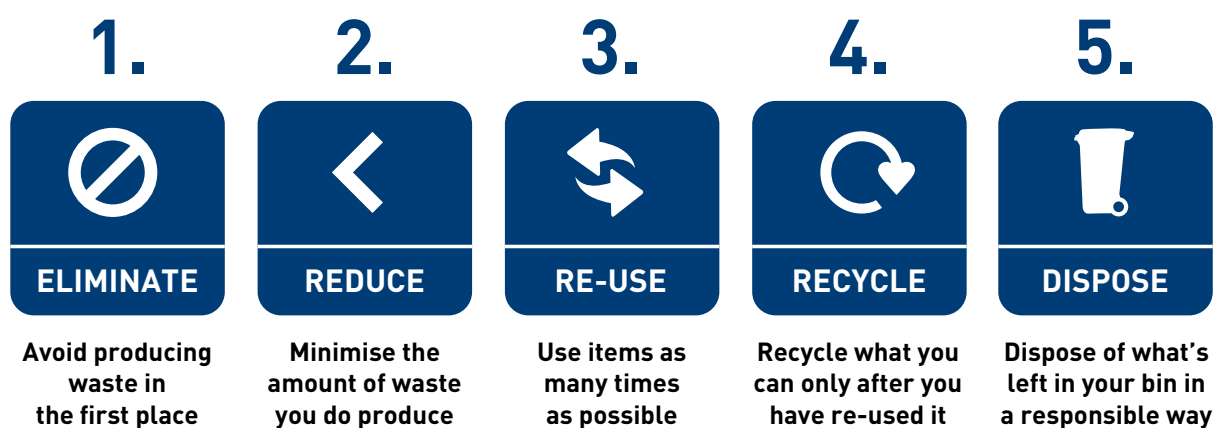 1.
ELIMINATE
Avoid producing
waste in
the first place
2.
REDUCE
Minimise the
amount of waste
you do produce
3.
RE-USE
Use items as
many times
as possible
4.
RECYCLE
Recycle what you
can only after you
have re-used it
5.
DISPOSE
Dispose of what's
left in your bin in
a responsible way